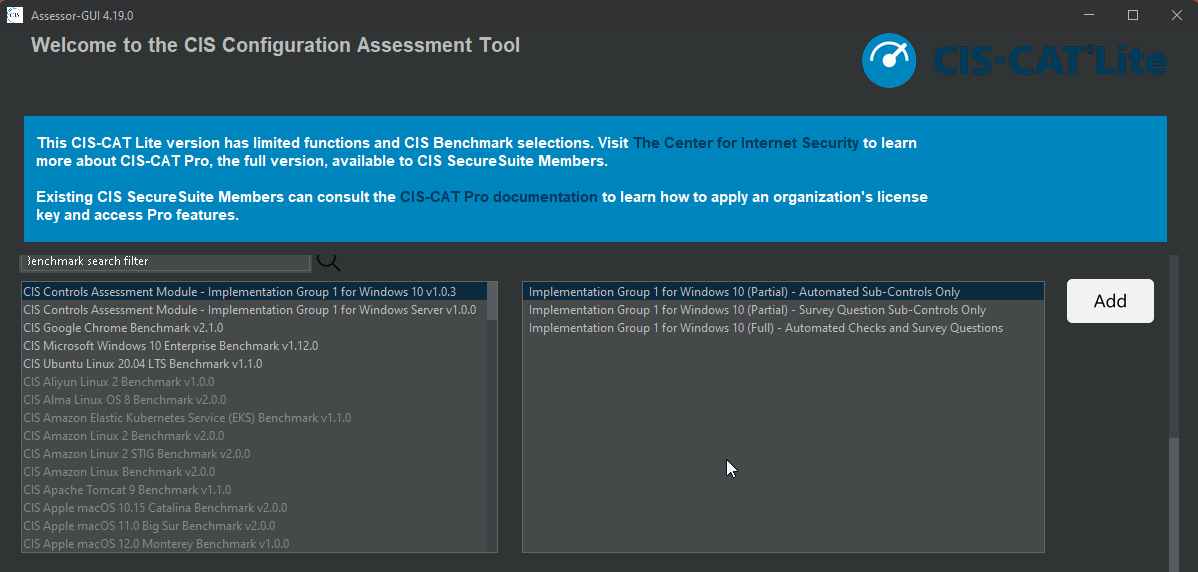 CIS Assessor-GUI 4.19.0
Welcome to the CIS Configuration Assessment Tool
CIS-CAT®Lite
This CIS-CAT Lite version has limited functions and CIS Benchmark selections. Visit The Center for Internet Security to learn
more about CIS-CAT Pro, the full version, available to CIS SecureSuite Members.
Existing CIS SecureSuite Members can consult the CIS-CAT Pro documentation to learn how to apply an organization's license
key and access Pro features.
Benchmark search filter
CIS Controls Assessment Module - Implementation Group 1 for Windows 10 v1.0.3
CIS Controls Assessment Module - Implementation Group 1 for Windows Server v1.0.0
CIS Google Chrome Benchmark v2.1.0
CIS Microsoft Windows 10 Enterprise Benchmark v1.12.0
CIS Ubuntu Linux 20.04 LTS Benchmark v1.1.0
CIS Aliyun Linux 2 Benchmark v1.0.0
CIS Alma Linux OS 8 Benchmark v2.0.0
CIS Amazon Elastic Kubernetes Service (EKS) Benchmark v1.1.0
CIS Amazon Linux 2 Benchmark v2.0.0
CIS Amazon Linux 2 STIG Benchmark v2.0.0
CIS Amazon Linux Benchmark v2.0.0
CIS Apache Tomcat 9 Benchmark v1.1.0
CIS Apple macOS 10.15 Catalina Benchmark v2.0.0
CIS Apple macOS 11.0 Big Sur Benchmark v2.0.0
CIS Apple macOS 12.0 Monterey Benchmark v1.0.0
Implementation Group 1 for Windows 10 (Partial) - Automated Sub-Controls Only
Implementation Group 1 for Windows 10 (Partial) - Survey Question Sub-Controls Only
Implementation Group 1 for Windows 10 (Full) - Automated Checks and Survey Questions
Add